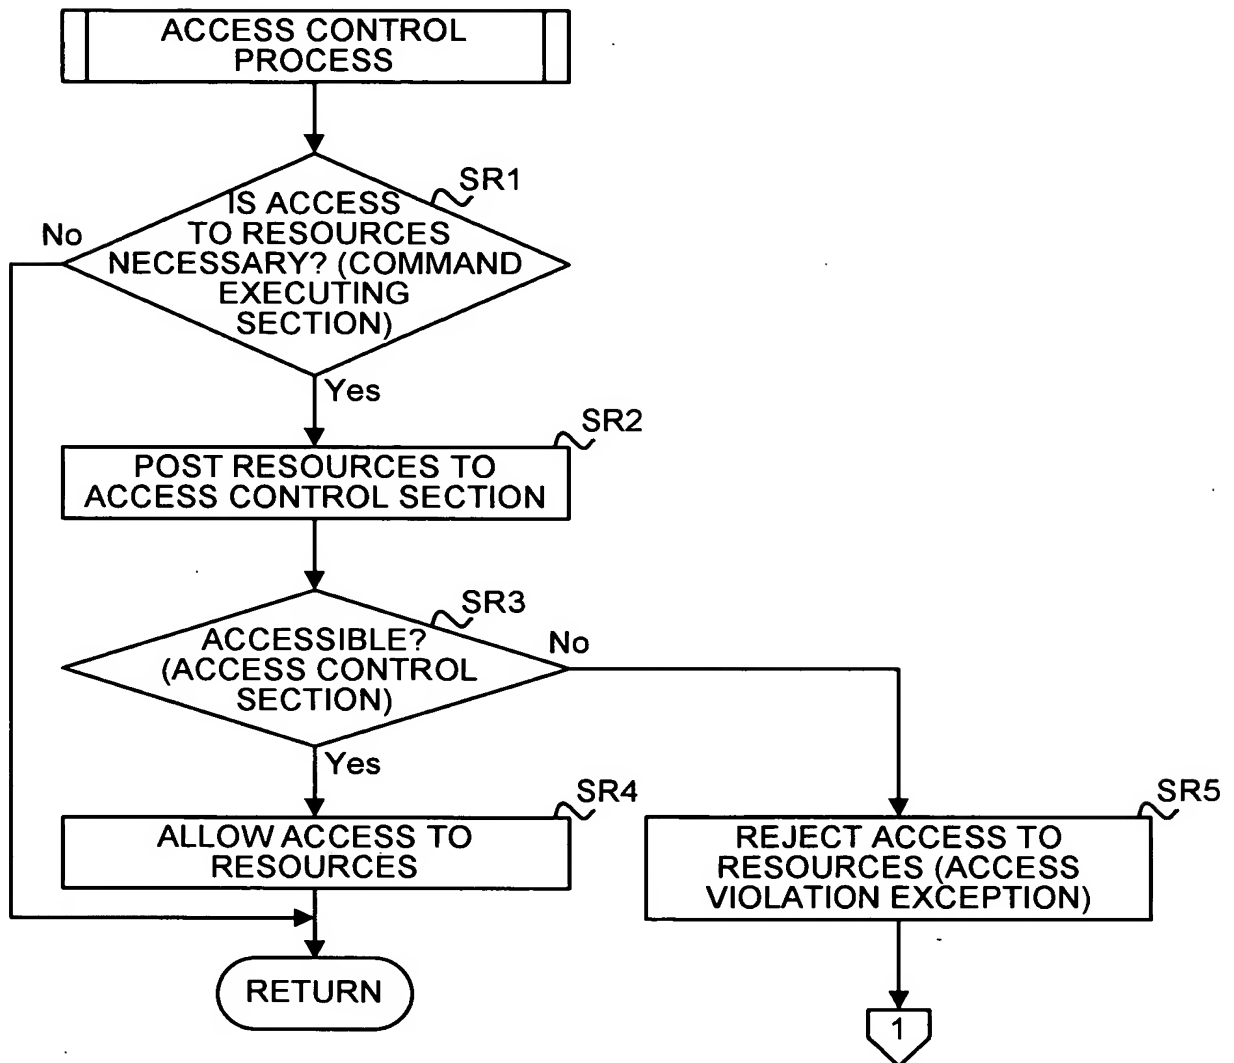 ACCESS CONTROL
PROCESS
SR1
IS ACCESS
TO RESOURCES
NECESSARY? (COMMAND
EXECUTING
SECTION)
No
Yes
SR2
POST RESOURCES TO
ACCESS CONTROL SECTION
SR3
ACCESSIBLE?
(ACCESS CONTROL
SECTION)
No
Yes
SR4
ALLOW ACCESS TO
RESOURCES
SR5
REJECT ACCESS TO
RESOURCES (ACCESS
VIOLATION EXCEPTION)
RETURN
1